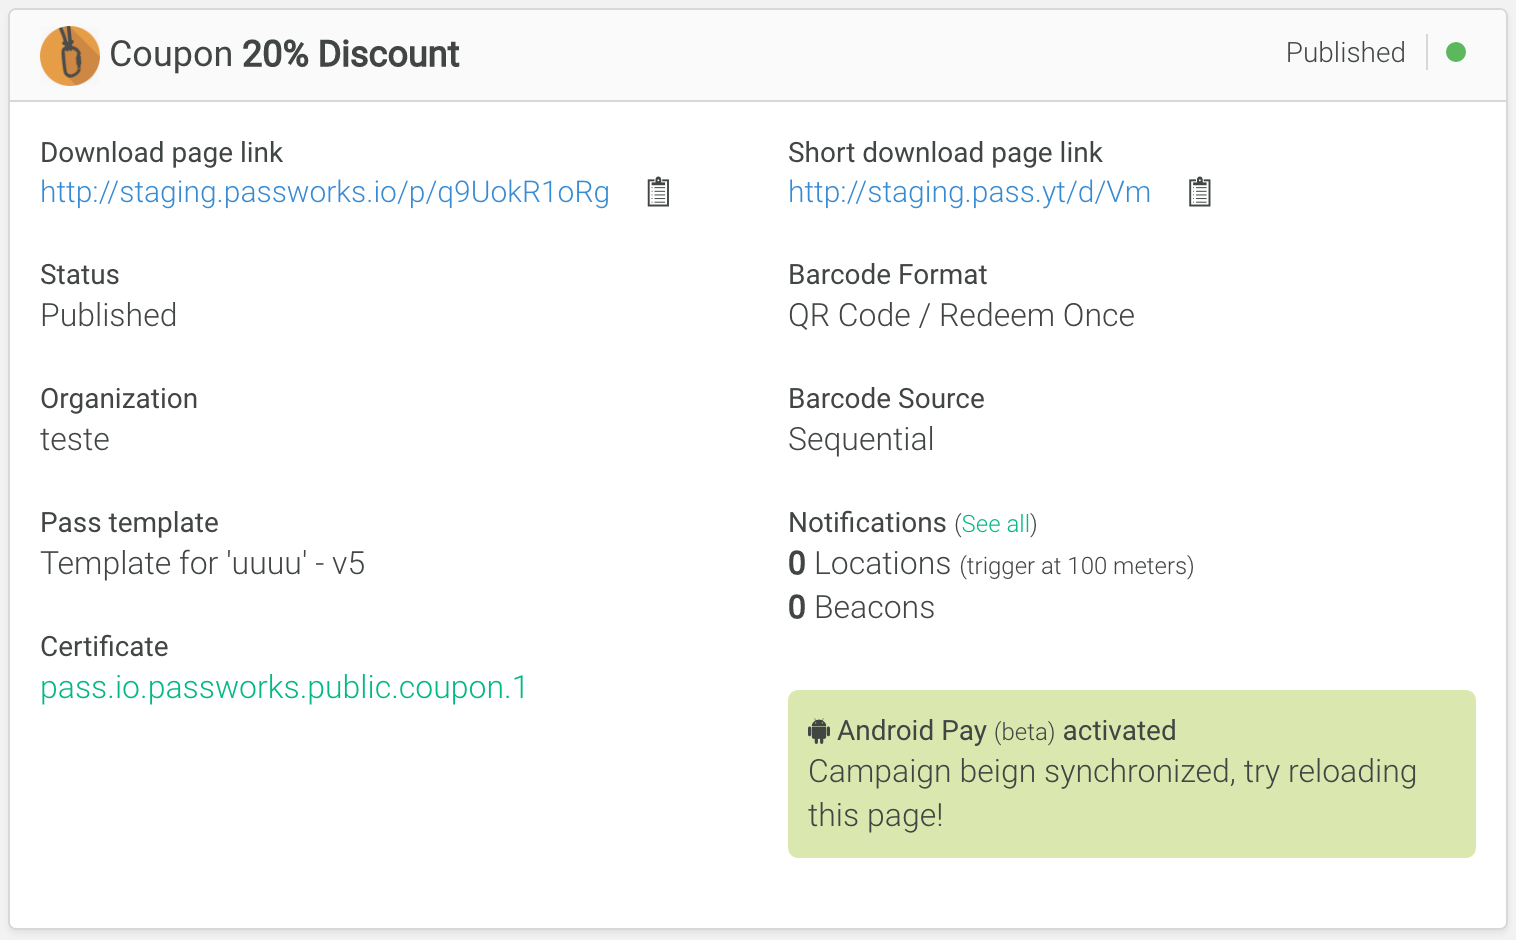 Coupon 20% Discount
Published
Download page link
http://staging.passworks.io/p/q9UokR1oRg
Status
Published
Organization
teste
Pass template
Template for 'uuuu' - v5
Certificate
pass.io.passworks.public.coupon.1
Short download page link
http://staging.pass.yt/d/Vm
Barcode Format
QR Code / Redeem Once
Barcode Source
Sequential
Notifications (See all)
0 Locations (trigger at 100 meters)
0 Beacons
Android Pay (beta) activated
Campaign beign synchronized, try reloading
this page!